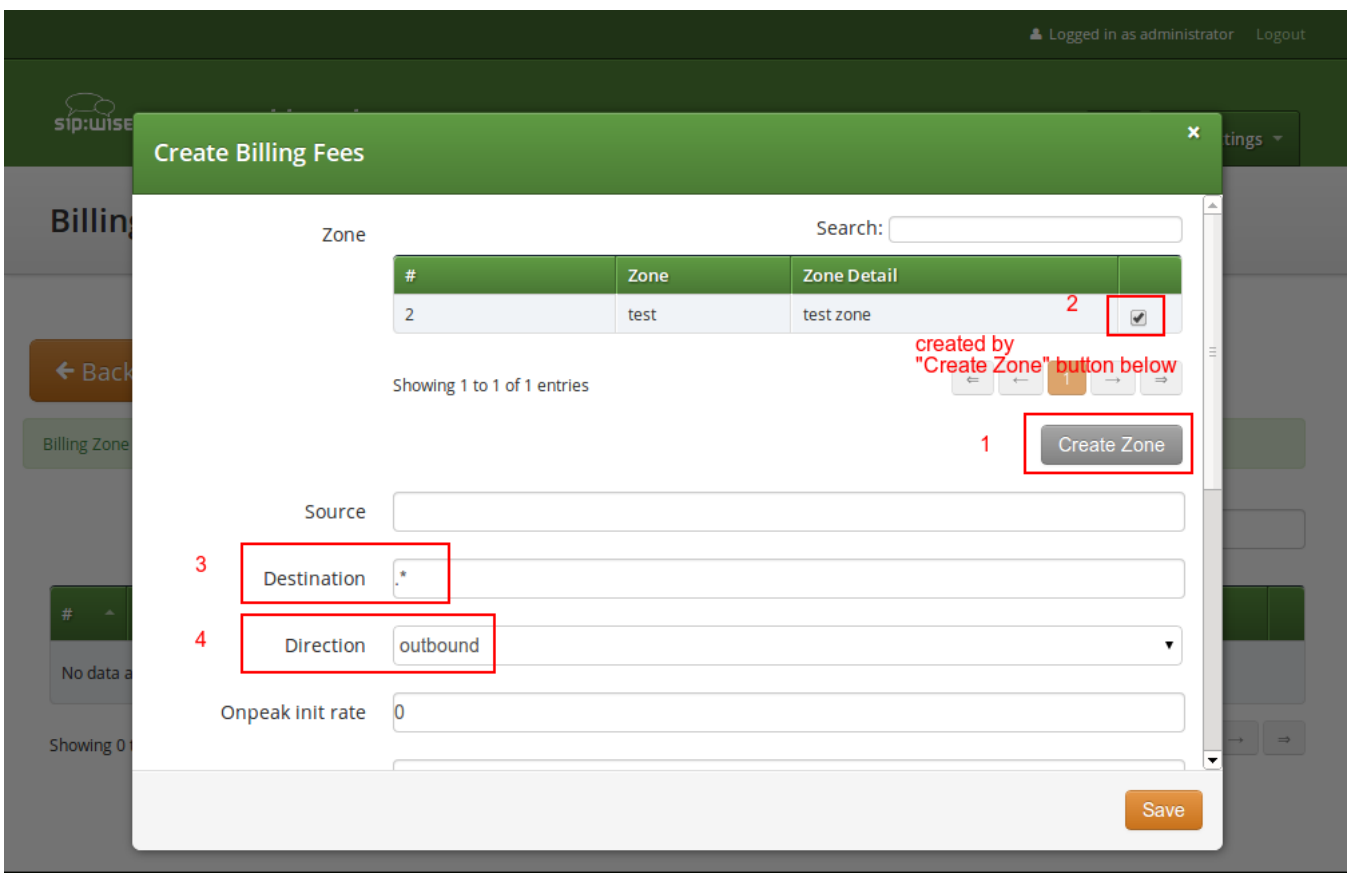 Logged in as administrator Logout
sip:wise
tings
Create Billing Fees ×
Billing
Zone
Search:
# Zone Zone Detail
2 test test zone 2
created by
"Create Zone" button below
← Back
Showing 1 to 1 of 1 entries ⇐ ← 1 → ⇒
Billing Zone
1 Create Zone
Source
3 Destination .*
#
4 Direction outbound
No data a
Onpeak init rate 0
Showing 0 t
→ ⇒
Save